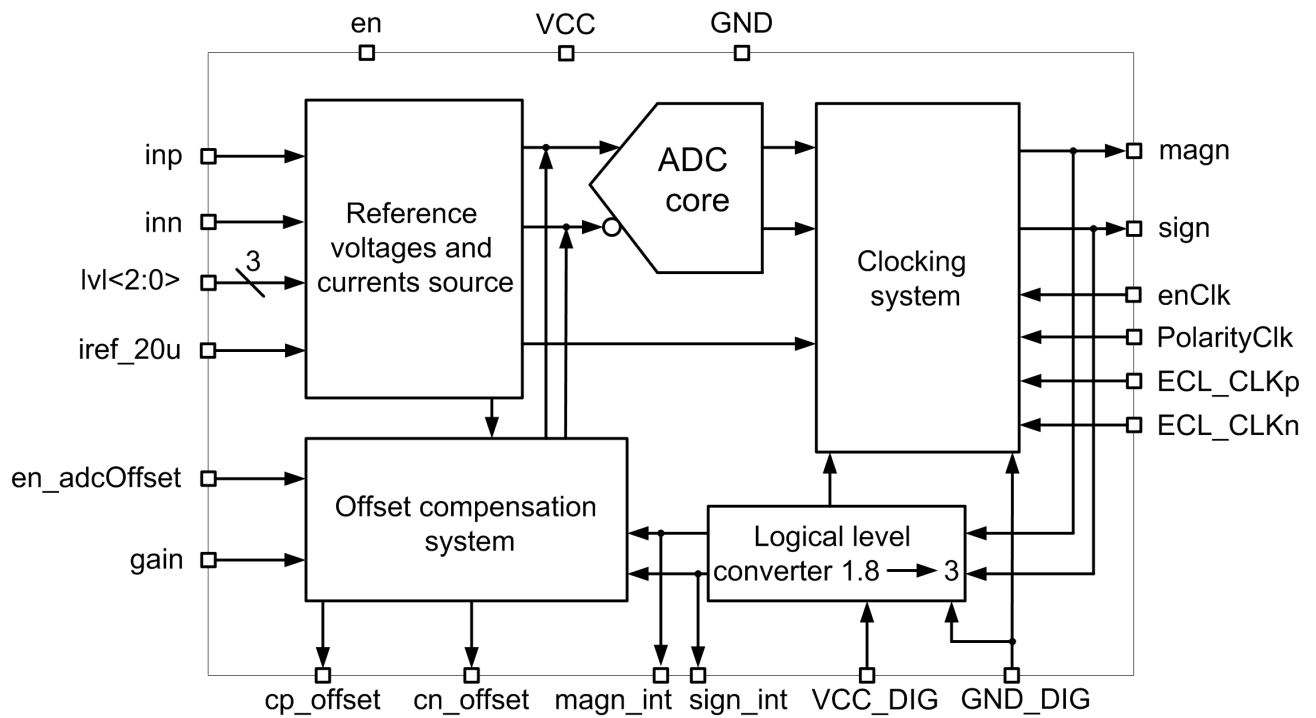 en
VCC
GND
inp
inn
lvl<2:0>
3
iref_20u
Reference
voltages and
currents source
ADC
core
Clocking
system
magn
sign
enClk
PolarityClk
ECL_CLKp
ECL_CLKn
en_adcOffset
gain
Offset compensation
system
Logical level
converter 1.8 → 3
cp_offset
cn_offset
magn_int
sign_int
VCC_DIG
GND_DIG